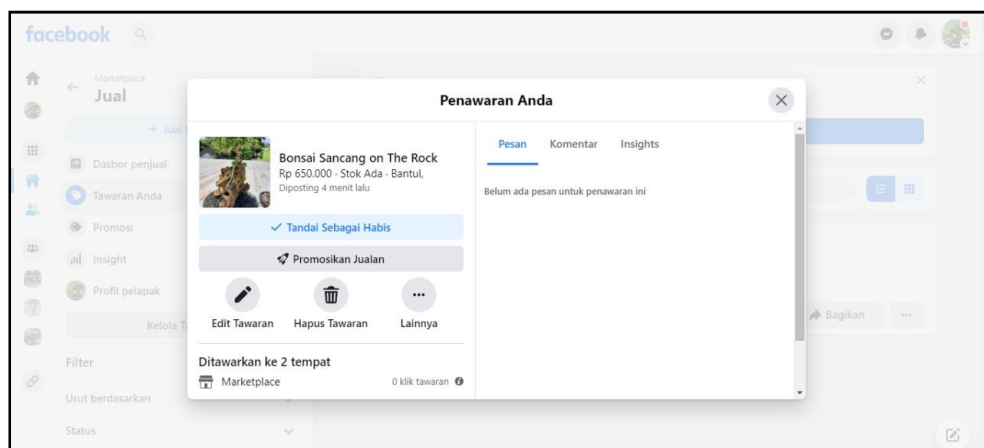 facebook
Marketplace
Jual
+ Jual
Dasbor penjual
Tawaran Anda
Promosi
Insight
Profil pelapak
Kelola
Filter
Urut berdasarkan
Status
Penawaran Anda
Bonsai Sancang on The Rock
Rp 650.000 · Stok Ada · Bantul,
Diposting 4 menit lalu
Tandai Sebagai Habis
Promosikan Jualan
Edit Tawaran Hapus Tawaran Lainnya
Ditawarkan ke 2 tempat
Marketplace 0 klik tawaran
Pesan Komentar Insights
Belum ada pesan untuk penawaran ini
Bagikan